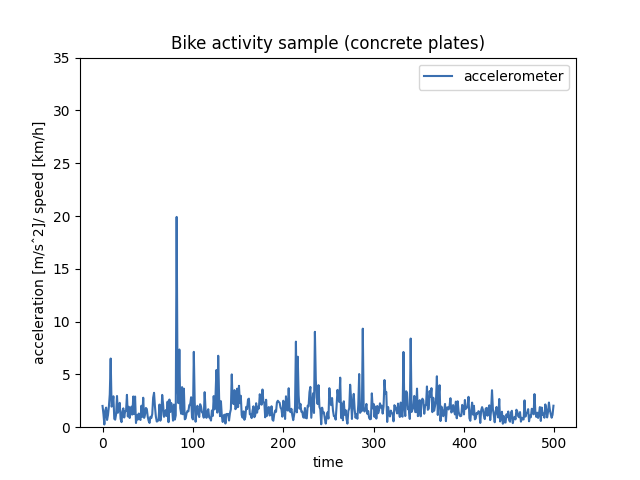 Bike activity sample (concrete plates)
accelerometer
acceleration [m/sˆ2]/ speed [km/h]
35
30
25
20
15
10
5
0
0 100 200 300 400 500
time